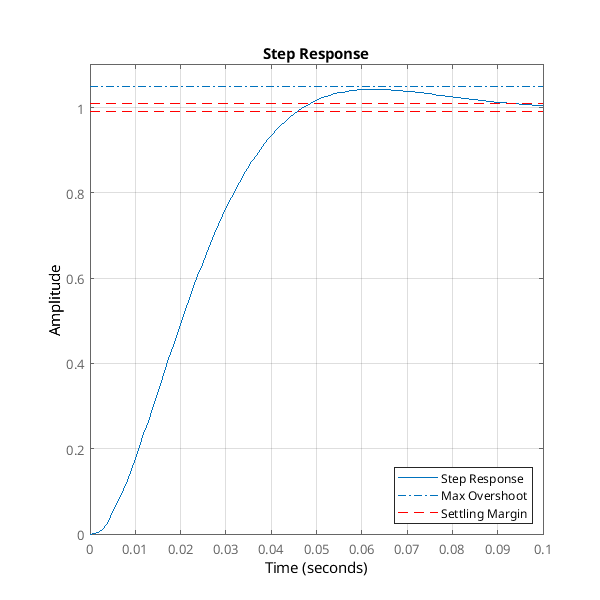 Step Response
Amplitude
1
0.8
0.6
0.4
0.2
0
0 0.01 0.02 0.03 0.04 0.05 0.06 0.07 0.08 0.09 0.1
Time (seconds)
Step Response
Max Overshoot
Settling Margin